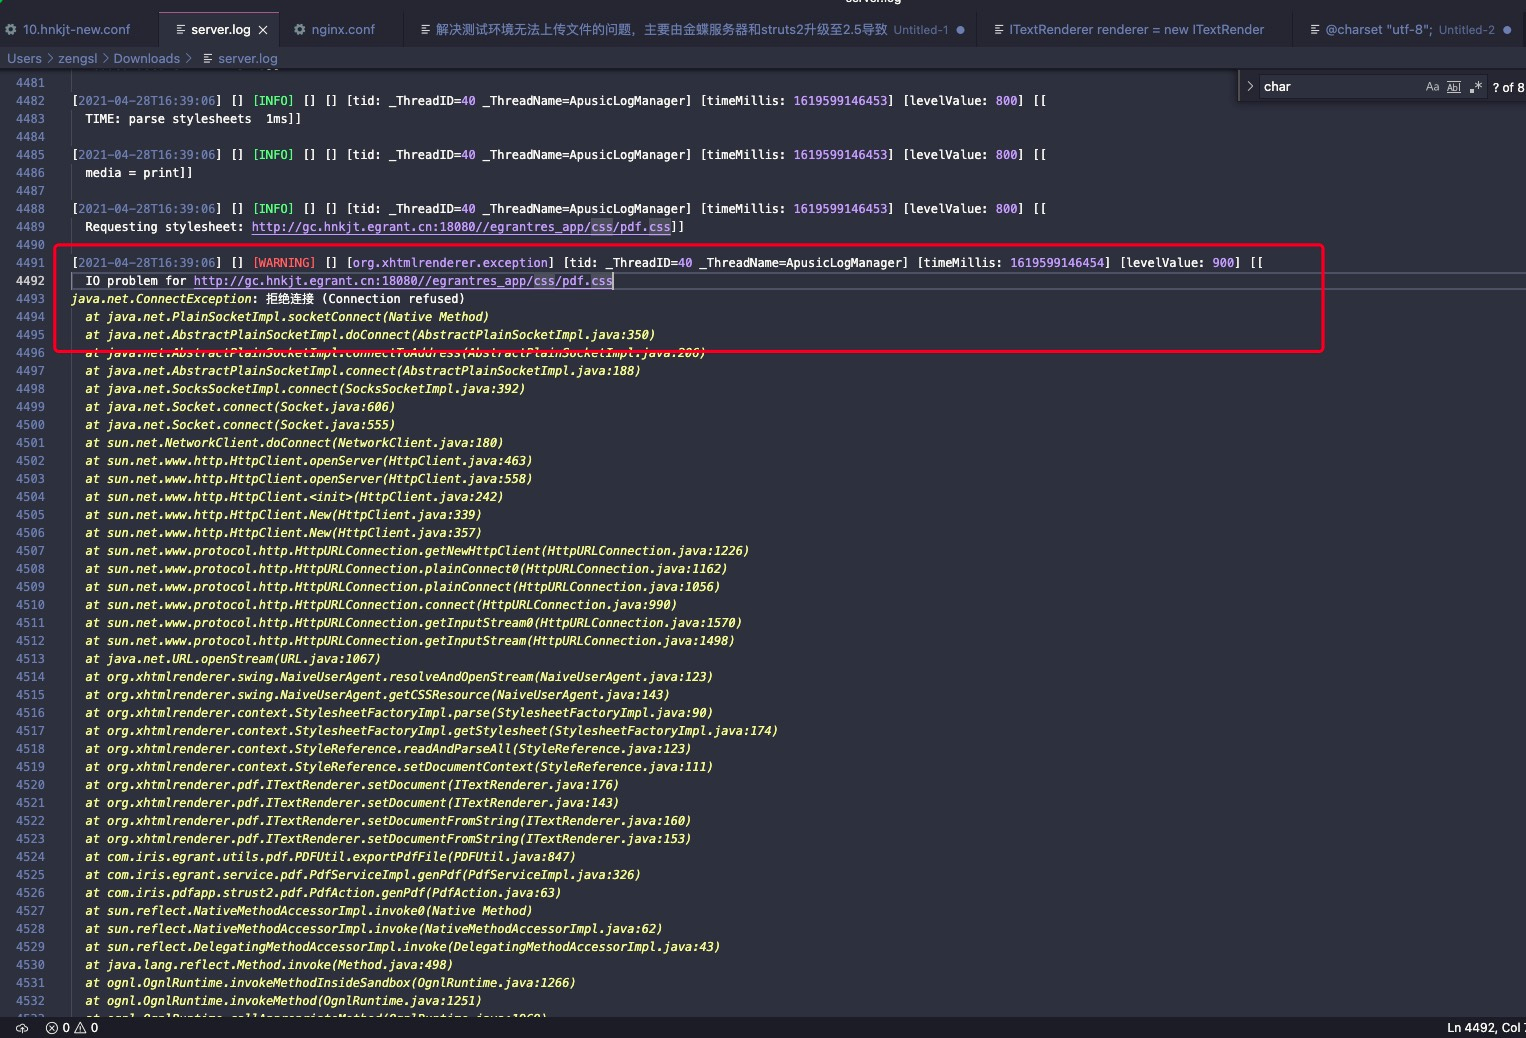 server.log
10.hnkjt-new.conf
server.log
nginx.conf
解决测试环境无法上传文件的问题，主要由金蝶服务器和struts2升级至2.5导致 Untitled-1
ITextRenderer renderer = new ITextRender
@charset "utf-8"; Untitled-2
Users > zengsl > Downloads > server.log
char
Aa Abl .* ? of 8
4481
4482 [2021-04-28T16:39:06] [] [INFO] [] [] [tid: _ThreadID=40 _ThreadName=ApusicLogManager] [timeMillis: 1619599146453] [levelValue: 800] [[
4483 TIME: parse stylesheets  1ms]]
4484
4485 [2021-04-28T16:39:06] [] [INFO] [] [] [tid: _ThreadID=40 _ThreadName=ApusicLogManager] [timeMillis: 1619599146453] [levelValue: 800] [[
4486 media = print]]
4487
4488 [2021-04-28T16:39:06] [] [INFO] [] [] [tid: _ThreadID=40 _ThreadName=ApusicLogManager] [timeMillis: 1619599146453] [levelValue: 800] [[
4489 Requesting stylesheet: http://gc.hnkjt.egrant.cn:18080//egrantres_app/css/pdf.css]]
4490
4491 [2021-04-28T16:39:06] [] [WARNING] [] [org.xhtmlrenderer.exception] [tid: _ThreadID=40 _ThreadName=ApusicLogManager] [timeMillis: 1619599146454] [levelValue: 900] [[
4492 IO problem for http://gc.hnkjt.egrant.cn:18080//egrantres_app/css/pdf.css
4493 java.net.ConnectException: 拒绝连接 (Connection refused)
4494 at java.net.PlainSocketImpl.socketConnect(Native Method)
4495 at java.net.AbstractPlainSocketImpl.doConnect(AbstractPlainSocketImpl.java:350)
4496 at java.net.AbstractPlainSocketImpl.connectToAddress(AbstractPlainSocketImpl.java:206)
4497 at java.net.AbstractPlainSocketImpl.connect(AbstractPlainSocketImpl.java:188)
4498 at java.net.SocksSocketImpl.connect(SocksSocketImpl.java:392)
4499 at java.net.Socket.connect(Socket.java:606)
4500 at java.net.Socket.connect(Socket.java:555)
4501 at sun.net.NetworkClient.doConnect(NetworkClient.java:180)
4502 at sun.net.www.http.HttpClient.openServer(HttpClient.java:463)
4503 at sun.net.www.http.HttpClient.openServer(HttpClient.java:558)
4504 at sun.net.www.http.HttpClient.<init>(HttpClient.java:242)
4505 at sun.net.www.http.HttpClient.New(HttpClient.java:339)
4506 at sun.net.www.http.HttpClient.New(HttpClient.java:357)
4507 at sun.net.www.protocol.http.HttpURLConnection.getNewHttpClient(HttpURLConnection.java:1226)
4508 at sun.net.www.protocol.http.HttpURLConnection.plainConnect0(HttpURLConnection.java:1162)
4509 at sun.net.www.protocol.http.HttpURLConnection.plainConnect(HttpURLConnection.java:1056)
4510 at sun.net.www.protocol.http.HttpURLConnection.connect(HttpURLConnection.java:990)
4511 at sun.net.www.protocol.http.HttpURLConnection.getInputStream0(HttpURLConnection.java:1570)
4512 at sun.net.www.protocol.http.HttpURLConnection.getInputStream(HttpURLConnection.java:1498)
4513 at java.net.URL.openStream(URL.java:1067)
4514 at org.xhtmlrenderer.swing.NaiveUserAgent.resolveAndOpenStream(NaiveUserAgent.java:123)
4515 at org.xhtmlrenderer.swing.NaiveUserAgent.getCSSResource(NaiveUserAgent.java:143)
4516 at org.xhtmlrenderer.context.StylesheetFactoryImpl.parse(StylesheetFactoryImpl.java:90)
4517 at org.xhtmlrenderer.context.StylesheetFactoryImpl.getStylesheet(StylesheetFactoryImpl.java:174)
4518 at org.xhtmlrenderer.context.StyleReference.readAndParseAll(StyleReference.java:123)
4519 at org.xhtmlrenderer.context.StyleReference.setDocumentContext(StyleReference.java:111)
4520 at org.xhtmlrenderer.pdf.ITextRenderer.setDocument(ITextRenderer.java:176)
4521 at org.xhtmlrenderer.pdf.ITextRenderer.setDocument(ITextRenderer.java:143)
4522 at org.xhtmlrenderer.pdf.ITextRenderer.setDocumentFromString(ITextRenderer.java:160)
4523 at org.xhtmlrenderer.pdf.ITextRenderer.setDocumentFromString(ITextRenderer.java:153)
4524 at com.iris.egrant.utils.pdf.PDFUtil.exportPdfFile(PDFUtil.java:847)
4525 at com.iris.egrant.service.pdf.PdfServiceImpl.genPdf(PdfServiceImpl.java:326)
4526 at com.iris.pdfapp.strust2.pdf.PdfAction.genPdf(PdfAction.java:63)
4527 at sun.reflect.NativeMethodAccessorImpl.invoke0(Native Method)
4528 at sun.reflect.NativeMethodAccessorImpl.invoke(NativeMethodAccessorImpl.java:62)
4529 at sun.reflect.DelegatingMethodAccessorImpl.invoke(DelegatingMethodAccessorImpl.java:43)
4530 at java.lang.reflect.Method.invoke(Method.java:498)
4531 at ognl.OgnlRuntime.invokeMethodInsideSandbox(OgnlRuntime.java:1266)
4532 at ognl.OgnlRuntime.invokeMethod(OgnlRuntime.java:1251)
0 0
Ln 4492, Col